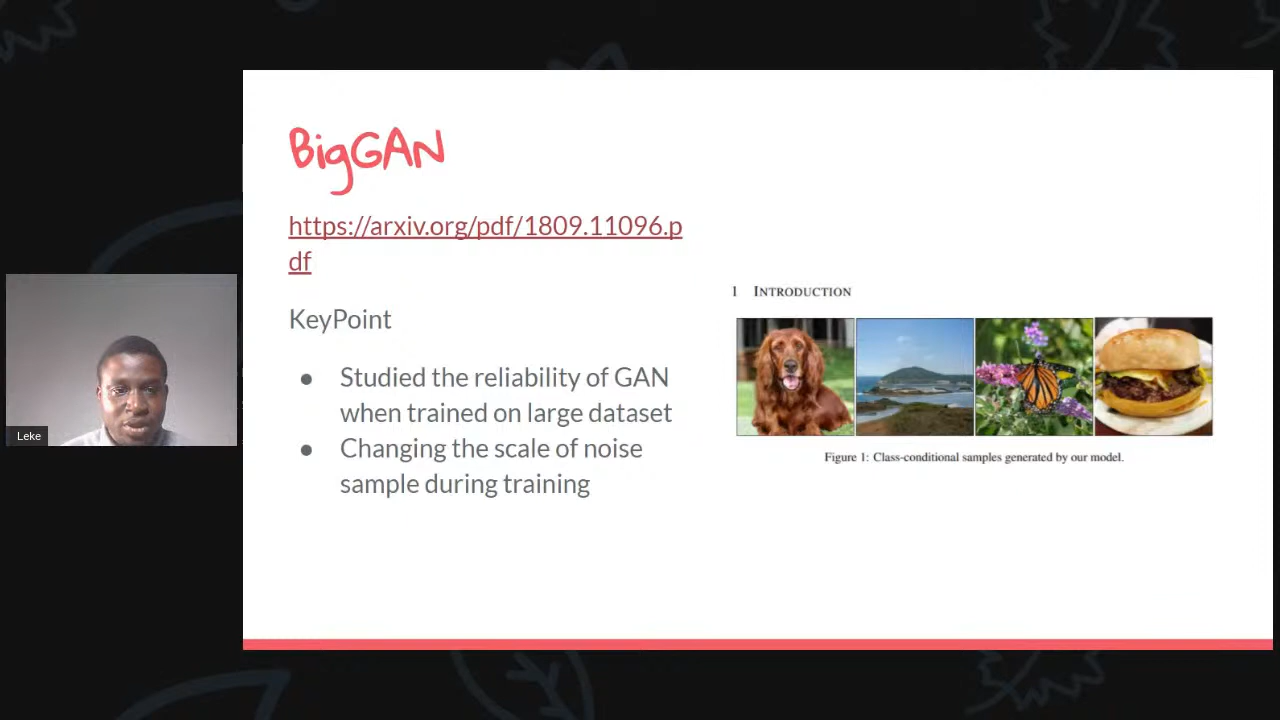 BigGAN
https://arxiv.org/pdf/1809.11096.p
df
KeyPoint
● Studied the reliability of GAN
when trained on large dataset
● Changing the scale of noise
sample during training
1 INTRODUCTION
Figure 1: Class-conditional samples generated by our model.
Leke